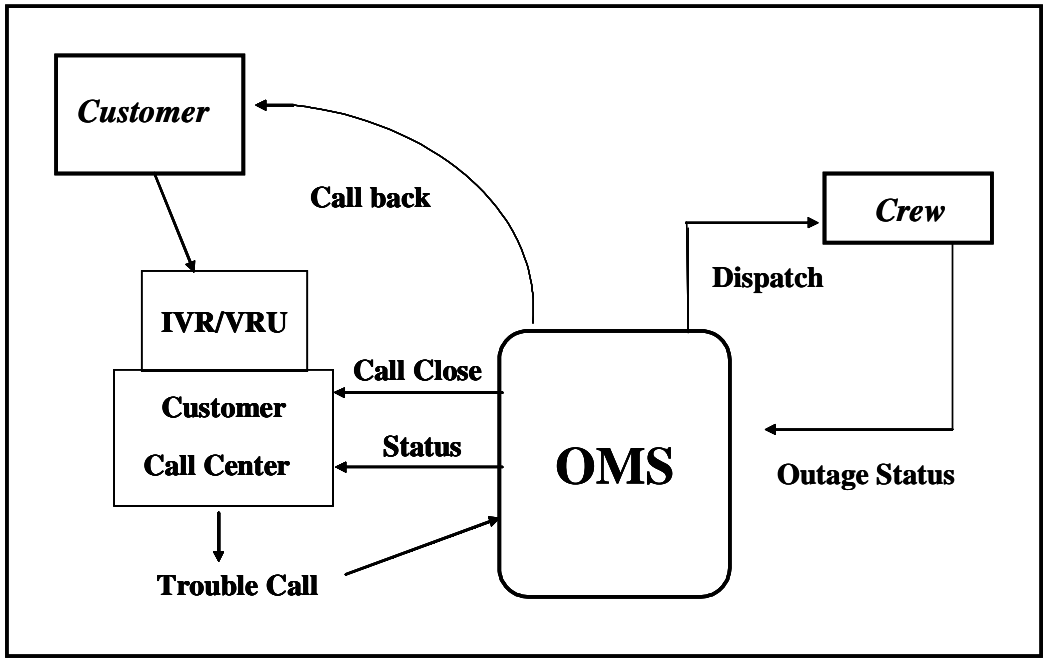 Customer
Call back
Crew
Dispatch
IVR/VRU
Call Close
Customer
Call Center
Status
OMS
Outage Status
Trouble Call